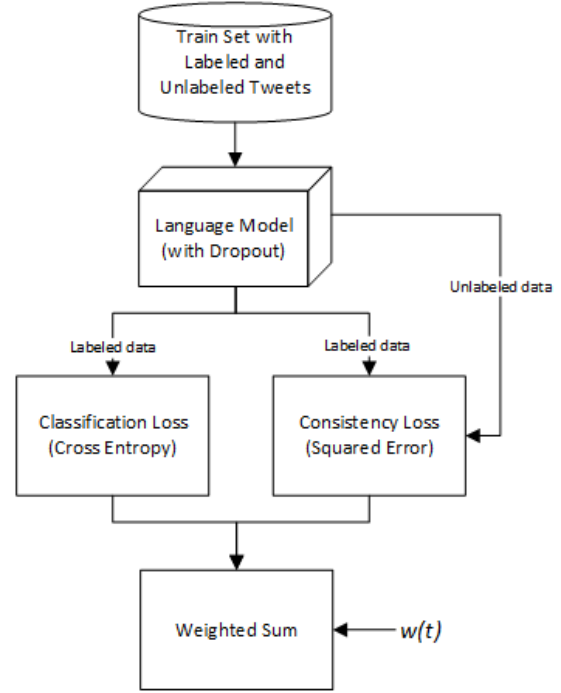 Train Set with
Labeled and
Unlabeled Tweets
Language Model
(with Dropout)
Unlabeled data
Labeled data
Labeled data
Classification Loss
(Cross Entropy)
Consistency Loss
(Squared Error)
Weighted Sum
w(t)